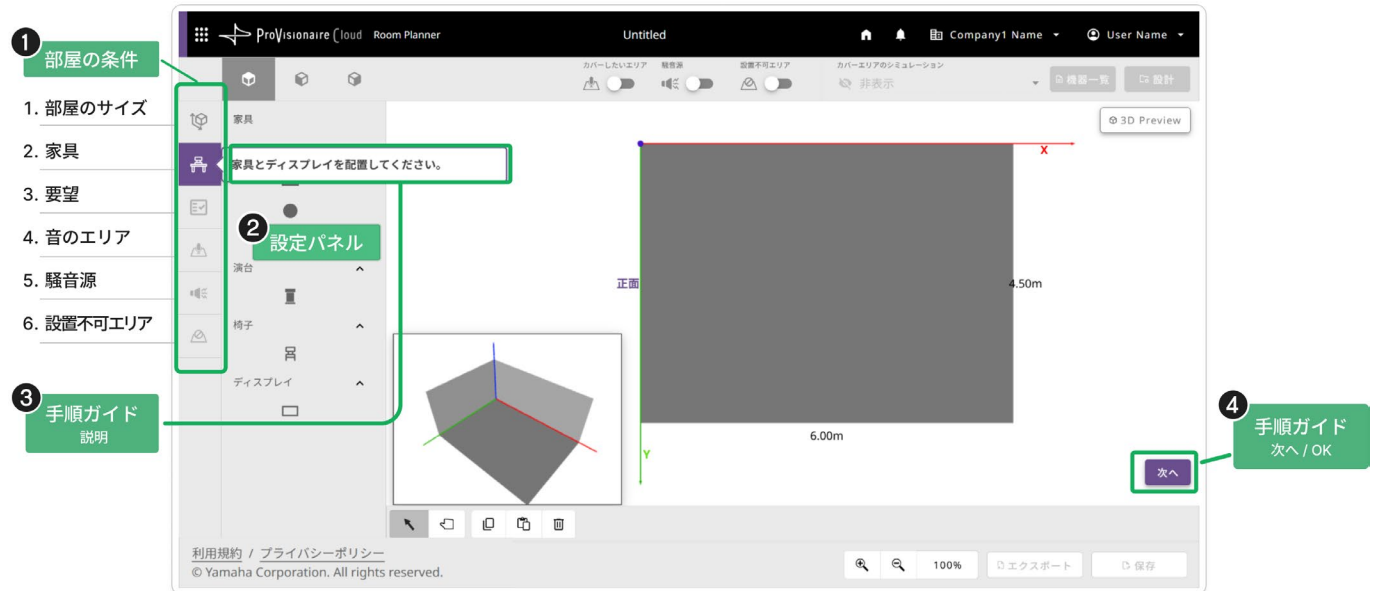 1
部屋の条件
1. 部屋のサイズ
2. 家具
3. 要望
4. 音のエリア
5. 騒音源
6. 設置不可エリア
3
手順ガイド
説明
ProVisionaire Cloud Room Planner
Untitled
Company1 Name
User Name
カバーしたいエリア
騒音源
設置不可エリア
カバーエリアのシミュレーション
非表示
機器一覧
設計
家具
3D Preview
家具とディスプレイを配置してください。
2
設定パネル
演台
椅子
ディスプレイ
X
正面
4.50m
6.00m
Y
次へ
4
手順ガイド
次へ / OK
利用規約 / プライバシーポリシー
© Yamaha Corporation. All rights reserved.
100%
エクスポート
保存